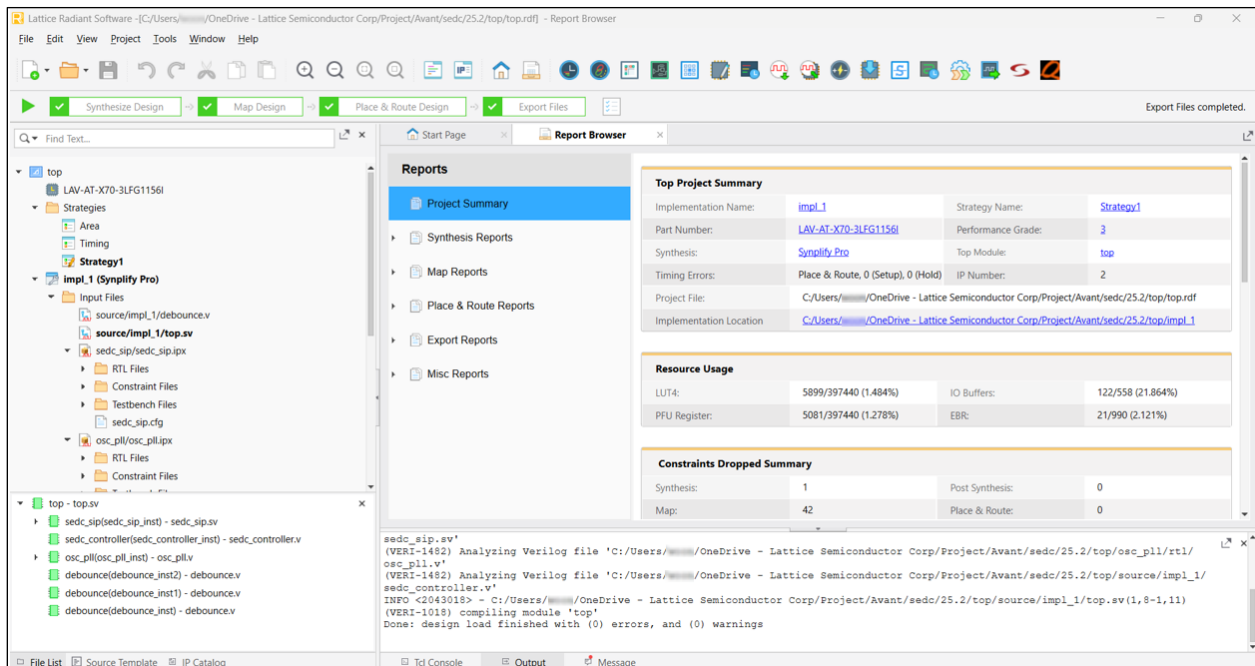 Lattice Radiant Software -[C:/Users/ /OneDrive - Lattice Semiconductor Corp/Project/Avant/sedc/25.2/top/top.rdf] - Report Browser
File Edit View Project Tools Window Help
Synthesize Design Map Design Place & Route Design Export Files Export Files completed.
Find Text...
top
LAV-AT-X70-3LFG1156I
Strategies
Area
Timing
Strategy1
impl_1 (Synplify Pro)
Input Files
source/impl_1/debounce.v
source/impl_1/top.sv
sedc_sip/sedc_sip.ipx
RTL Files
Constraint Files
Testbench Files
sedc_sip.cfg
osc_pll/osc_pll.ipx
RTL Files
Constraint Files
top - top.sv
sedc_sip(sedc_sip_inst) - sedc_sip.sv
sedc_controller(sedc_controller_inst) - sedc_controller.v
osc_pll(osc_pll_inst) - osc_pll.v
debounce(debounce_inst2) - debounce.v
debounce(debounce_inst1) - debounce.v
debounce(debounce_inst) - debounce.v
File List Source Template IP Catalog
Start Page Report Browser
Reports
Project Summary
Synthesis Reports
Map Reports
Place & Route Reports
Export Reports
Misc Reports
Top Project Summary
Implementation Name: impl_1 Strategy Name: Strategy1
Part Number: LAV-AT-X70-3LFG1156I Performance Grade: 3
Synthesis: Synplify Pro Top Module: top
Timing Errors: Place & Route, 0 (Setup), 0 (Hold) IP Number: 2
Project File: C:/Users/ /OneDrive - Lattice Semiconductor Corp/Project/Avant/sedc/25.2/top/top.rdf
Implementation Location C:/Users/ /OneDrive - Lattice Semiconductor Corp/Project/Avant/sedc/25.2/top/impl_1
Resource Usage
LUT4: 5899/397440 (1.484%) IO Buffers: 122/558 (21.864%)
PFU Register: 5081/397440 (1.278%) EBR: 21/990 (2.121%)
Constraints Dropped Summary
Synthesis: 1 Post Synthesis: 0
Map: 42 Place & Route: 0
sedc_sip.sv'
(VERI-1482) Analyzing Verilog file 'C:/Users/ /OneDrive - Lattice Semiconductor Corp/Project/Avant/sedc/25.2/top/osc_pll/rtl/
osc_pll.v'
(VERI-1482) Analyzing Verilog file 'C:/Users/ /OneDrive - Lattice Semiconductor Corp/Project/Avant/sedc/25.2/top/source/impl_1/
sedc_controller.v'
INFO <2043018> - C:/Users/ /OneDrive - Lattice Semiconductor Corp/Project/Avant/sedc/25.2/top/source/impl_1/top.sv(1,8-1,11)
(VERI-1018) compiling module 'top'
Done: design load finished with (0) errors, and (0) warnings
Tcl Console Output Message